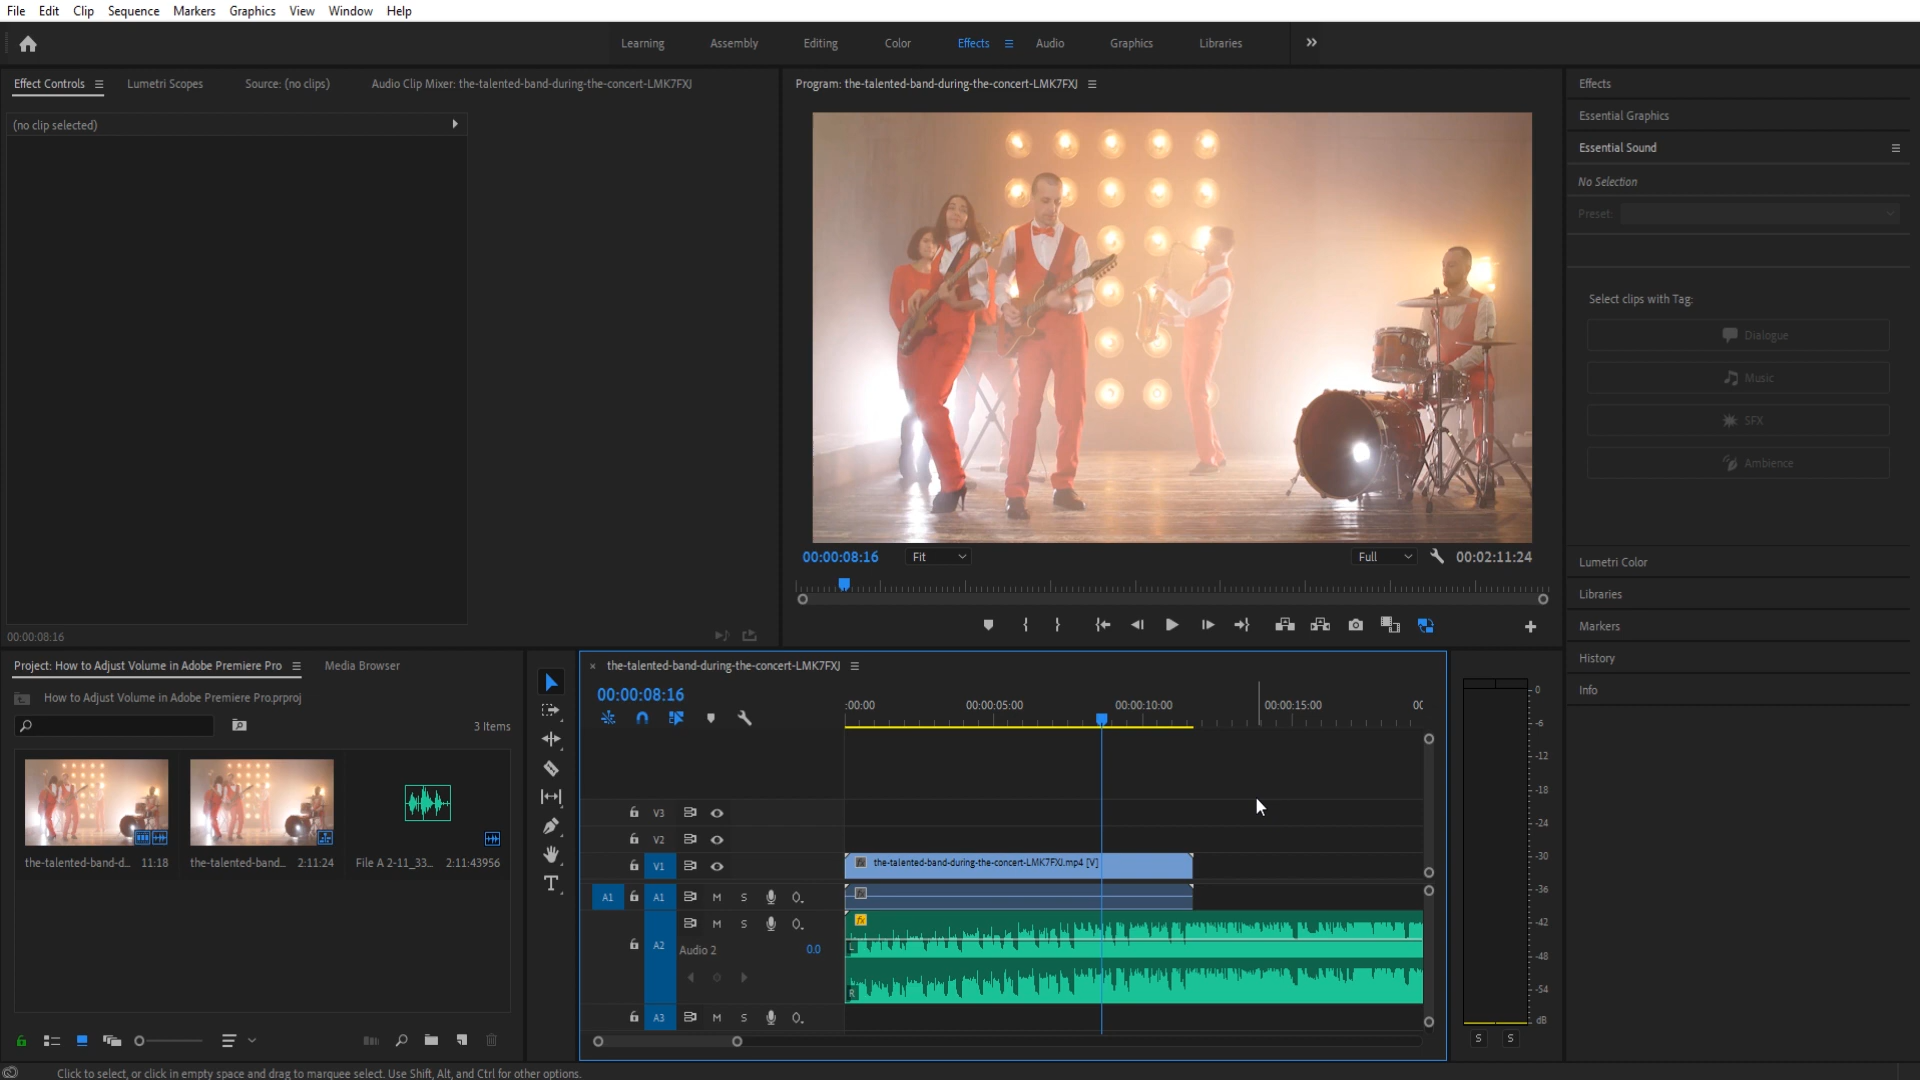 File Edit Clip Sequence Markers Graphics View Window Help
Learning Assembly Editing Color Effects Audio Graphics Libraries
Effect Controls Lumetri Scopes Source: (no clips) Audio Clip Mixer: the-talented-band-during-the-concert-LMK7FXJ
(no clip selected)
00:00:08:16
Program: the-talented-band-during-the-concert-LMK7FXJ
00:00:08:16 Fit Full 00:02:11:24
Effects
Essential Graphics
Essential Sound
No Selection
Preset:
Select clips with Tag:
Dialogue
Music
SFX
Ambience
Lumetri Color
Libraries
Markers
History
Info
Project: How to Adjust Volume in Adobe Premiere Pro Media Browser
How to Adjust Volume in Adobe Premiere Pro.prproj
3 Items
the-talented-band-d... 11:18 the-talented-band... 2:11:24 File A 2-11_33... 2:11:43956
× the-talented-band-during-the-concert-LMK7FXJ
00:00:08:16
:00:00 00:00:05:00 00:00:10:00 00:00:15:00 00
V3
V2
V1 the-talented-band-during-the-concert-LMK7FXJ.mp4 [V]
A1 A1 M S
fx
M S
A2 Audio 2 0.0 L
R
A3 M S
0
-6
-12
-18
-24
-30
-36
-42
-48
-54
dB
S S
Click to select, or click in empty space and drag to marquee select. Use Shift, Alt, and Ctrl for other options.